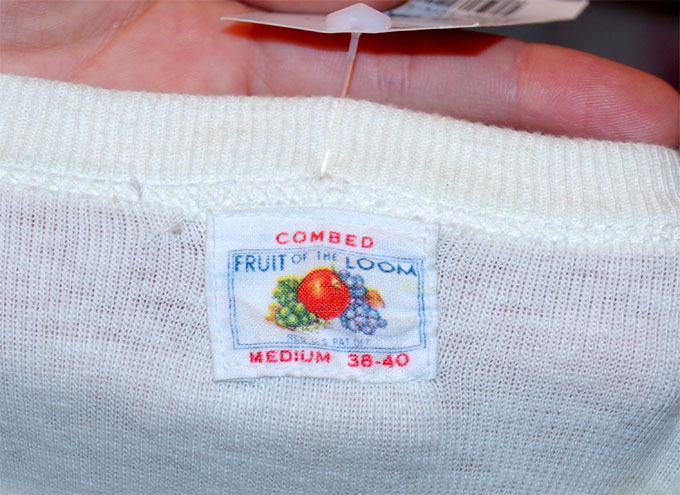 COMBED
FRUIT OF THE LOOM
REG. U.S. PAT. OFF.
MEDIUM 38-40